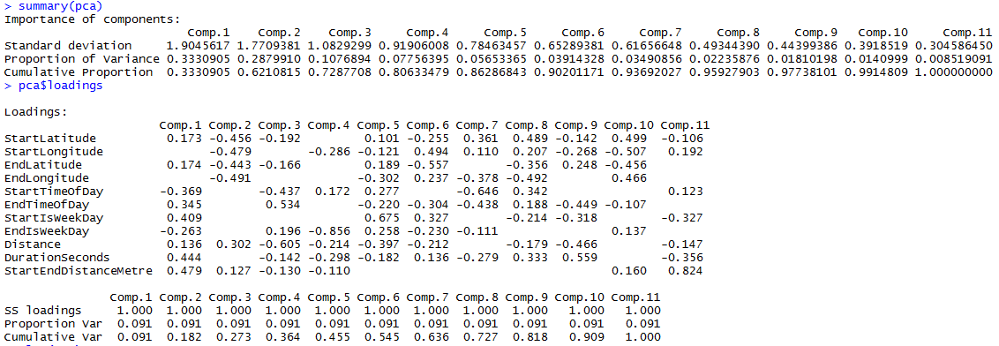 > summary(pca)
Importance of components:
                          Comp.1    Comp.2    Comp.3     Comp.4     Comp.5     Comp.6     Comp.7     Comp.8     Comp.9   Comp.10     Comp.11
Standard deviation     1.9045617 1.7709381 1.0829299 0.91906008 0.78463457 0.65289381 0.61656648 0.49344390 0.44399386 0.3918519 0.304586450
Proportion of Variance 0.3330905 0.2879910 0.1076894 0.07756395 0.05653365 0.03914328 0.03490856 0.02235876 0.01810198 0.0140999 0.008519091
Cumulative Proportion  0.3330905 0.6210815 0.7287708 0.80633479 0.86286843 0.90201171 0.93692027 0.95927903 0.97738101 0.9914809 1.000000000
> pca$loadings

Loadings:
                      Comp.1 Comp.2 Comp.3 Comp.4 Comp.5 Comp.6 Comp.7 Comp.8 Comp.9 Comp.10 Comp.11
StartLatitude          0.173 -0.456 -0.192         0.101 -0.255  0.361  0.489 -0.142  0.499  -0.106
StartLongitude               -0.479        -0.286 -0.121  0.494  0.110  0.207 -0.268 -0.507   0.192
EndLatitude            0.174 -0.443 -0.166         0.189 -0.557        -0.356  0.248 -0.456
EndLongitude                 -0.491               -0.302  0.237 -0.378 -0.492         0.466
StartTimeOfDay        -0.369        -0.437  0.172  0.277        -0.646  0.342                 0.123
EndTimeOfDay           0.345         0.534        -0.220 -0.304 -0.438  0.188 -0.449 -0.107
StartIsWeekDay         0.409                       0.675  0.327        -0.214 -0.318         -0.327
EndIsWeekDay          -0.263         0.196 -0.856  0.258 -0.230 -0.111                0.137
Distance               0.136  0.302 -0.605 -0.214 -0.397 -0.212        -0.179 -0.466         -0.147
DurationSeconds        0.444        -0.142 -0.298 -0.182  0.136 -0.279  0.333  0.559         -0.356
StartEndDistanceMetre  0.479  0.127 -0.130 -0.110                                     0.160   0.824

               Comp.1 Comp.2 Comp.3 Comp.4 Comp.5 Comp.6 Comp.7 Comp.8 Comp.9 Comp.10 Comp.11
SS loadings     1.000  1.000  1.000  1.000  1.000  1.000  1.000  1.000  1.000   1.000   1.000
Proportion Var  0.091  0.091  0.091  0.091  0.091  0.091  0.091  0.091  0.091   0.091   0.091
Cumulative Var  0.091  0.182  0.273  0.364  0.455  0.545  0.636  0.727  0.818   0.909   1.000